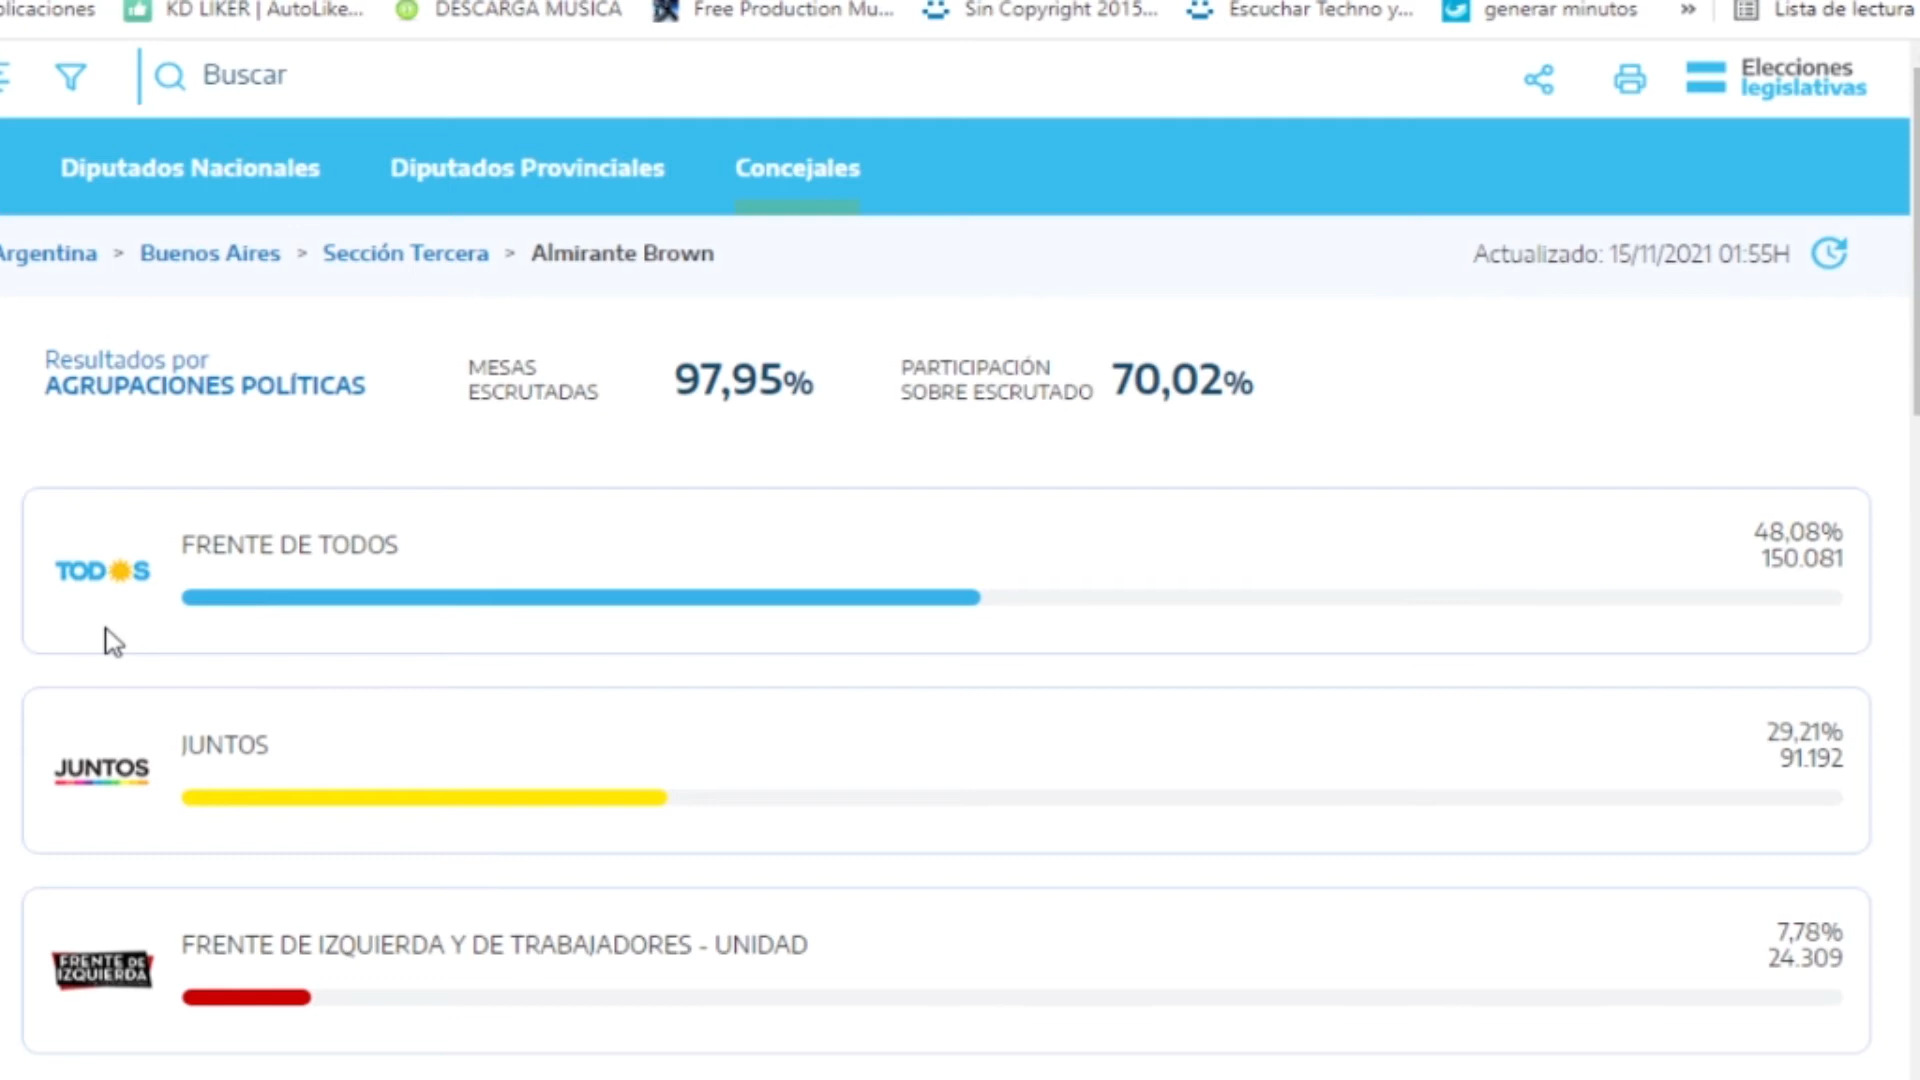 KD LIKER | AutoLike... DESCARGA MUSICA Free Production Mu... Sin Copyright 2015... Escuchar Techno y... generar minutos » Lista de lectura
Buscar
Elecciones
legislativas
Diputados Nacionales Diputados Provinciales Concejales
Argentina > Buenos Aires > Sección Tercera > Almirante Brown Actualizado: 15/11/2021 01:55H
Resultados por
AGRUPACIONES POLÍTICAS
MESAS
ESCRUTADAS
97,95%
PARTICIPACIÓN
SOBRE ESCRUTADO
70,02%
TODOS
FRENTE DE TODOS
48,08%
150.081
JUNTOS
JUNTOS
29,21%
91.192
FRENTE DE
IZQUIERDA
FRENTE DE IZQUIERDA Y DE TRABAJADORES - UNIDAD
7,78%
24.309